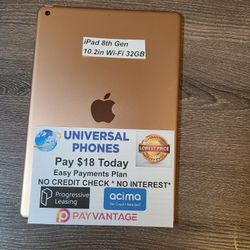 iPad 8th Gen
10.2in Wi-Fi 32GB
UNIVERSAL
PHONES
LOWEST PRICE
Pay $18 Today
Easy Payments Plan
NO CREDIT CHECK * NO INTEREST*
Progressive
Leasing
acima
No Credit Needed
PAYVANTAGE